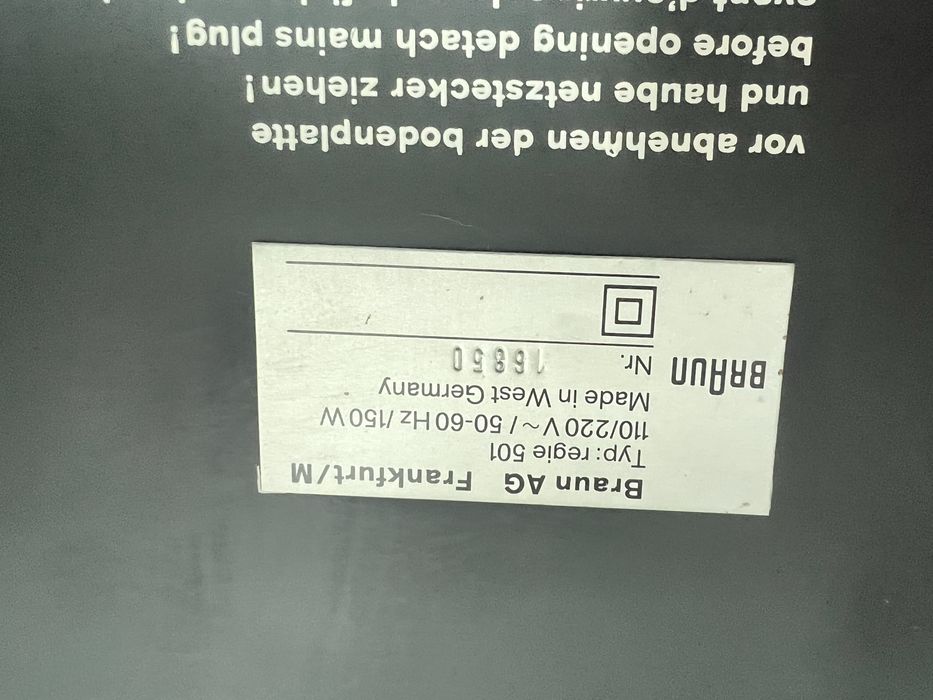 Braun AG Frankfurt/M
Typ: regie 501
110/220 V ~ / 50-60 Hz /150 W
Made in West Germany
BRAUN Nr. 16850
vor abnehmen der bodenplatte
und haube netzstecker ziehen!
before opening detach mains plug!